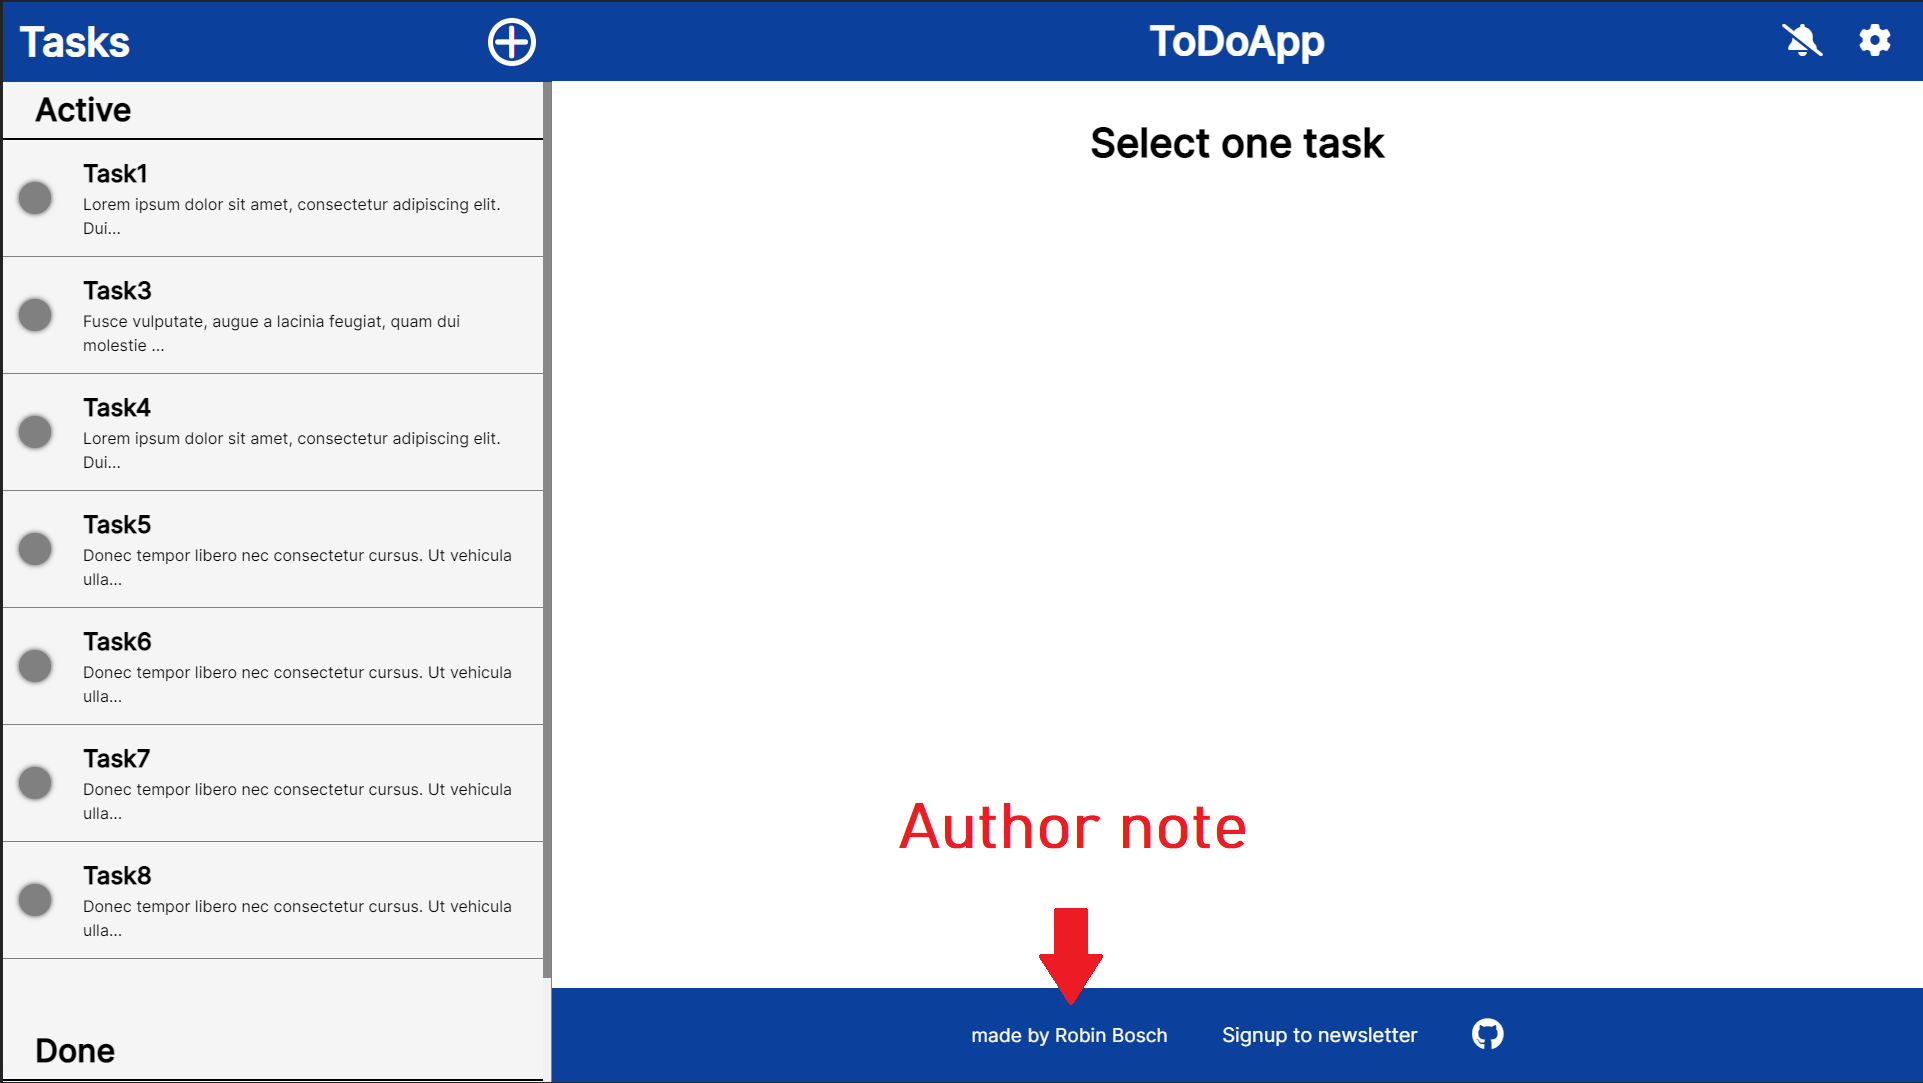 Tasks
ToDoApp
Active
Task1
Lorem ipsum dolor sit amet, consectetur adipiscing elit.
Dui...
Task3
Fusce vulputate, augue a lacinia feugiat, quam dui
molestie ...
Task4
Lorem ipsum dolor sit amet, consectetur adipiscing elit.
Dui...
Task5
Donec tempor libero nec consectetur cursus. Ut vehicula
ulla...
Task6
Donec tempor libero nec consectetur cursus. Ut vehicula
ulla...
Task7
Donec tempor libero nec consectetur cursus. Ut vehicula
ulla...
Task8
Donec tempor libero nec consectetur cursus. Ut vehicula
ulla...
Done
Select one task
Author note
made by Robin Bosch
Signup to newsletter